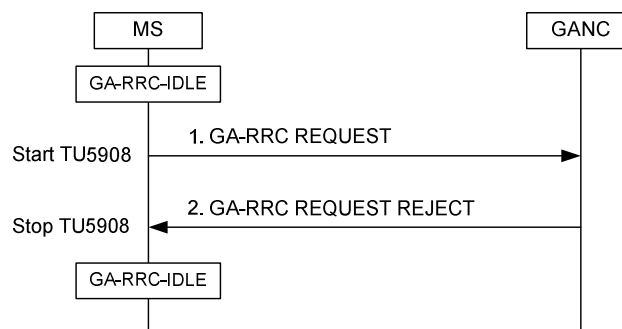 MS
GANC
GA-RRC-IDLE
1. GA-RRC REQUEST
Start TU5908
2. GA-RRC REQUEST REJECT
Stop TU5908
GA-RRC-IDLE